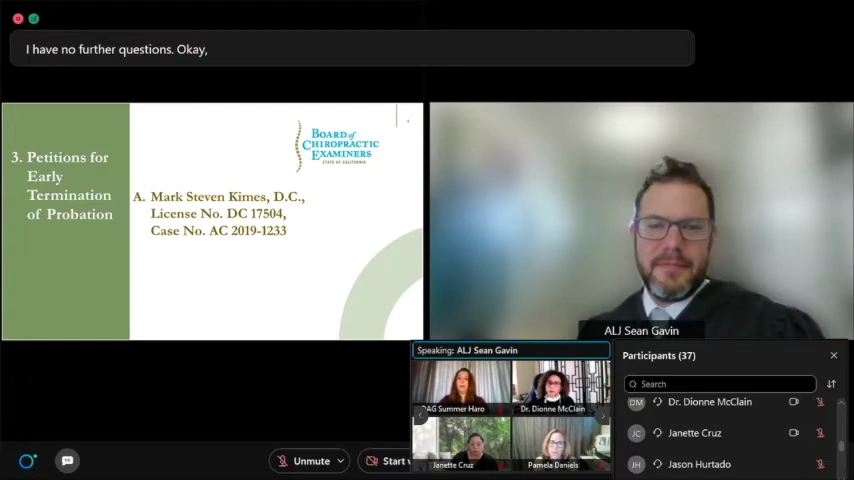 I have no further questions. Okay,
3. Petitions for
Early
Termination
of Probation
BOARD of
CHIROPRACTIC
EXAMINERS
STATE OF CALIFORNIA
A. Mark Steven Kimes, D.C.,
License No. DC 17504,
Case No. AC 2019-1233
ALJ Sean Gavin
Speaking: ALJ Sean Gavin
DAG Summer Haro
Dr. Dionne McClain
Janette Cruz
Pamela Daniels
Participants (37)
Search
DM Dr. Dionne McClain
JC Janette Cruz
JH Jason Hurtado
Unmute
Start